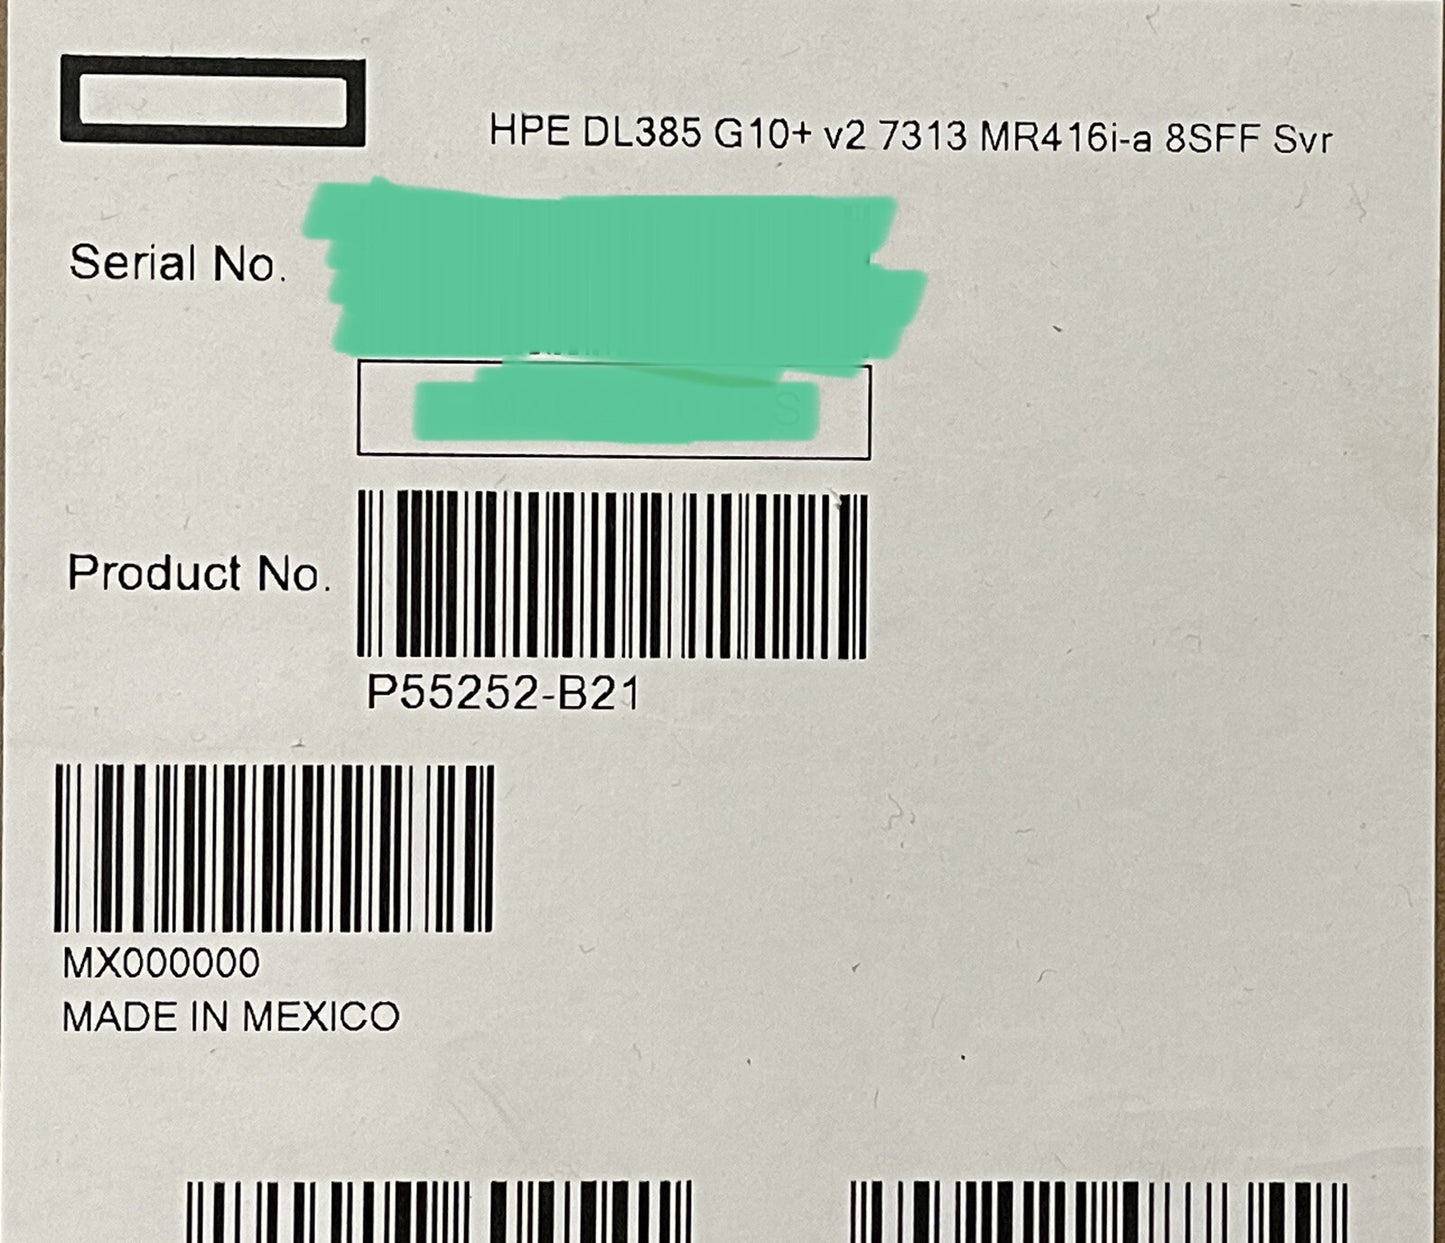 HPE DL385 G10+ v2 7313 MR416i-a 8SFF Svr
Serial No.
Product No.
P55252-B21
MX000000
MADE IN MEXICO